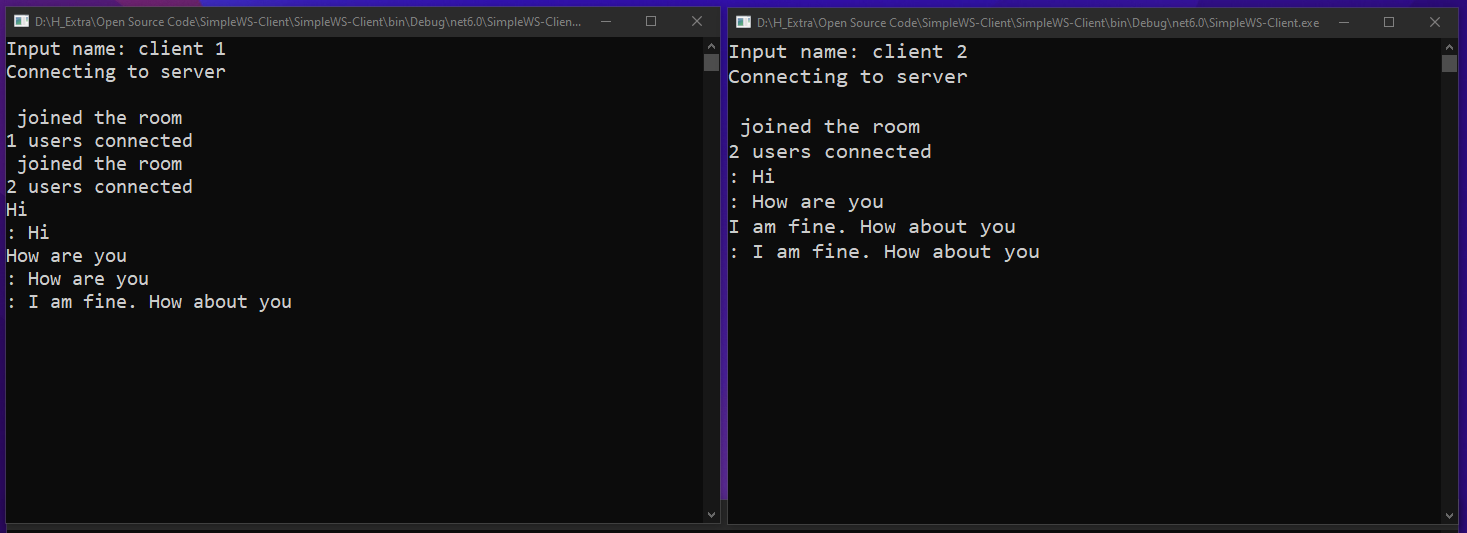 D:\H_Extra\Open Source Code\SimpleWS-Client\SimpleWS-Client\bin\Debug\net6.0\SimpleWS-Clien...
Input name: client 1
Connecting to server
joined the room
1 users connected
joined the room
2 users connected
Hi
: Hi
How are you
: How are you
: I am fine. How about you
D:\H_Extra\Open Source Code\SimpleWS-Client\SimpleWS-Client\bin\Debug\net6.0\SimpleWS-Client.exe
Input name: client 2
Connecting to server
joined the room
2 users connected
: Hi
: How are you
I am fine. How about you
: I am fine. How about you